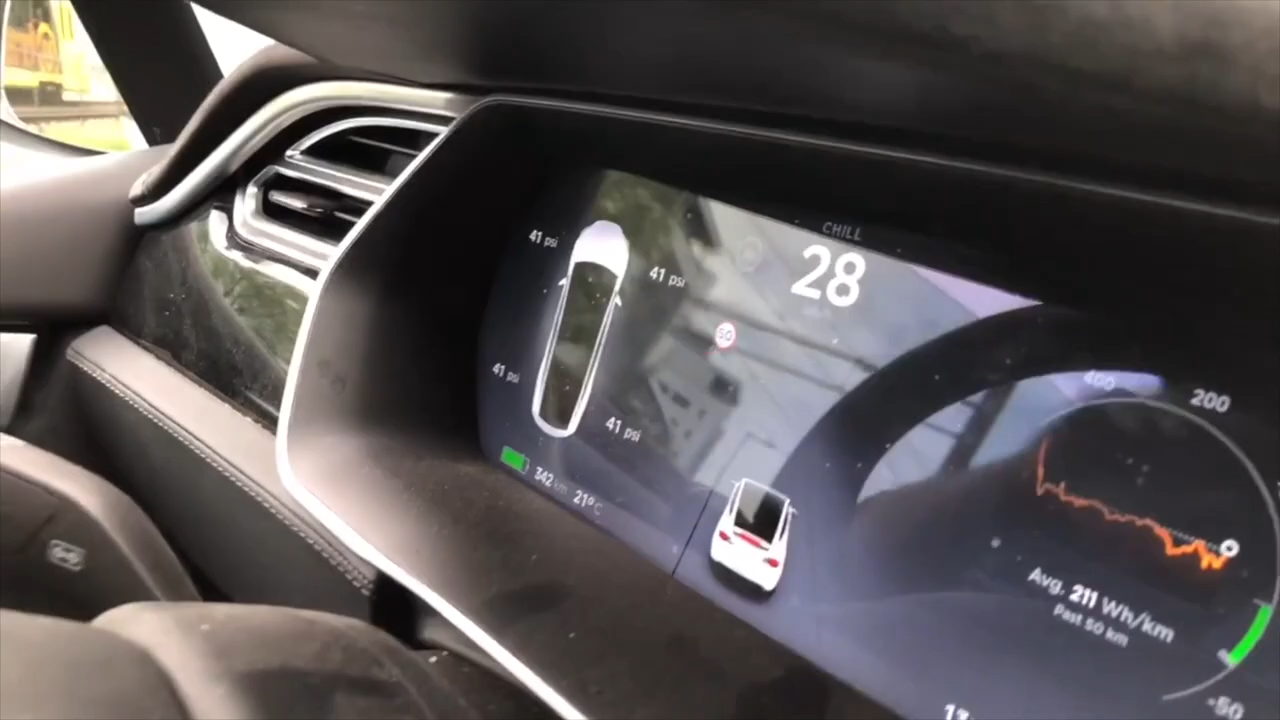 CHILL
28
41 psi
41 psi
50
41 psi
41 psi
342 km 21°C
400
200
Avg. 211 Wh/km
Past 50 km
-50